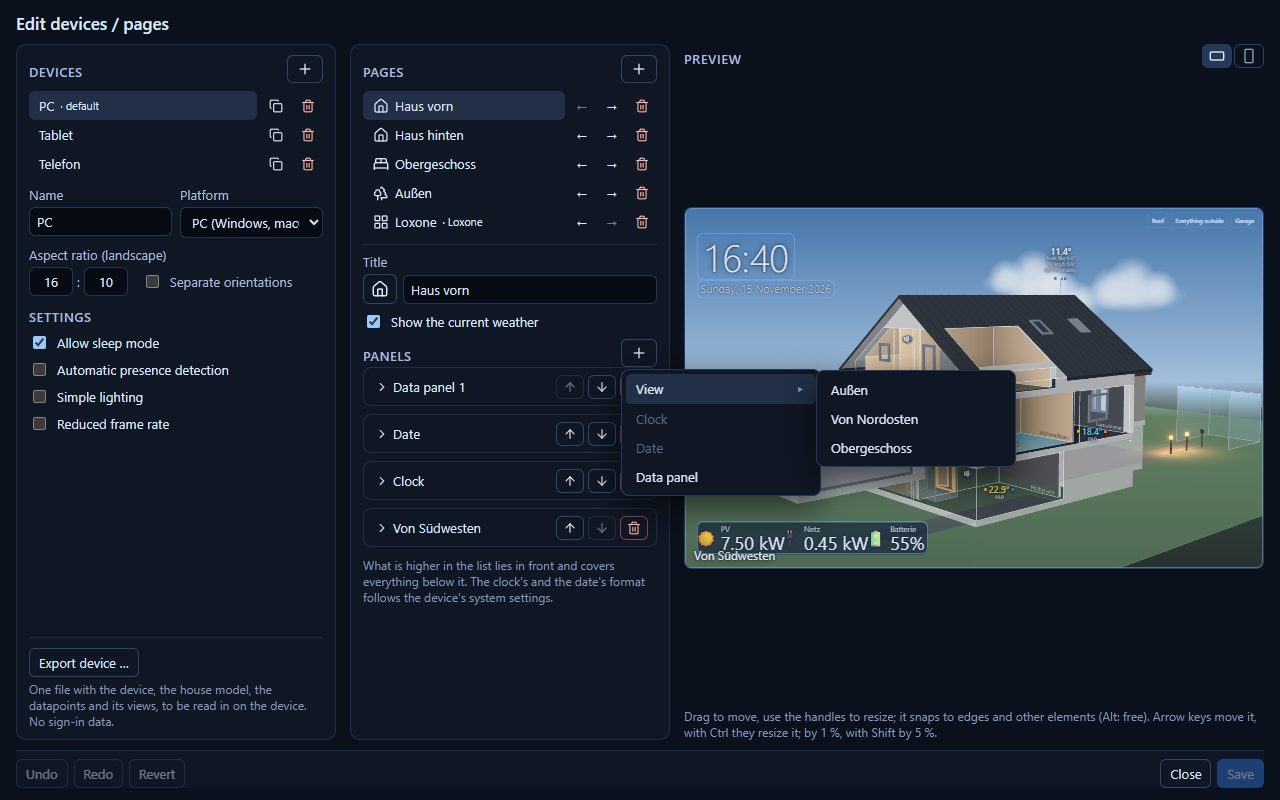 Edit devices / pages
DEVICES
PC · default
Tablet
Telefon
Name
Platform
PC
PC (Windows, mac
Aspect ratio (landscape)
16 : 10
Separate orientations
SETTINGS
Allow sleep mode
Automatic presence detection
Simple lighting
Reduced frame rate
Export device ...
One file with the device, the house model, the
datapoints and its views, to be read in on the device.
No sign-in data.
PAGES
Haus vorn
Haus hinten
Obergeschoss
Außen
Loxone · Loxone
Title
Haus vorn
Show the current weather
PANELS
Data panel 1
Date
Clock
Von Südwesten
What is higher in the list lies in front and covers
everything below it. The clock's and the date's format
follows the device's system settings.
View
Clock
Date
Data panel
Außen
Von Nordosten
Obergeschoss
PREVIEW
Roof
Everything outside
Garage
16:40
Sunday, 15 November 2026
11.4°
18.4°
22.9°
PV
7.50 kW
Netz
0.45 kW
Batterie
55%
Von Südwesten
Drag to move, use the handles to resize; it snaps to edges and other elements (Alt: free). Arrow keys move it,
with Ctrl they resize it; by 1 %, with Shift by 5 %.
Undo
Redo
Revert
Close
Save